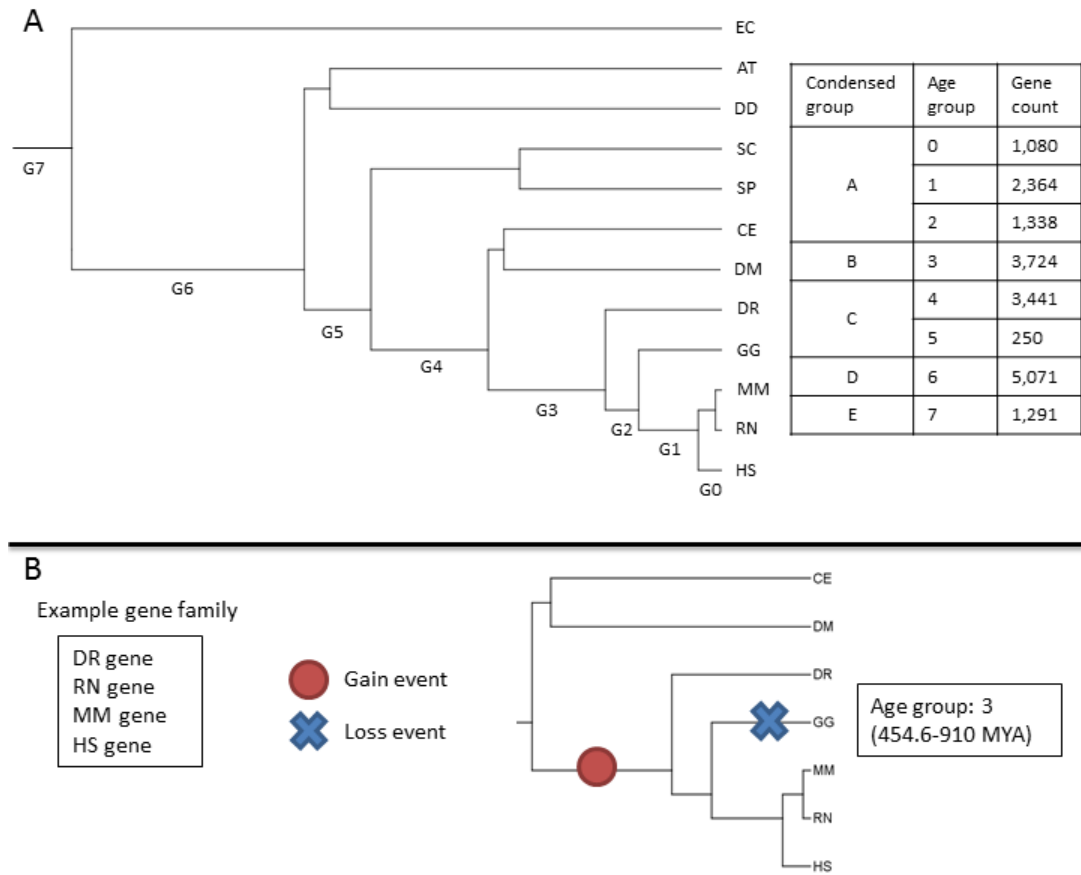 A
EC
AT
DD
SC
SP
CE
DM
DR
GG
MM
RN
HS
G7
G6
G5
G4
G3
G2
G1
G0
Condensed group Age group Gene count
A 0 1,080
1 2,364
2 1,338
B 3 3,724
C 4 3,441
5 250
D 6 5,071
E 7 1,291
B
Example gene family
DR gene
RN gene
MM gene
HS gene
Gain event
Loss event
CE
DM
DR
GG
MM
RN
HS
Age group: 3
(454.6-910 MYA)